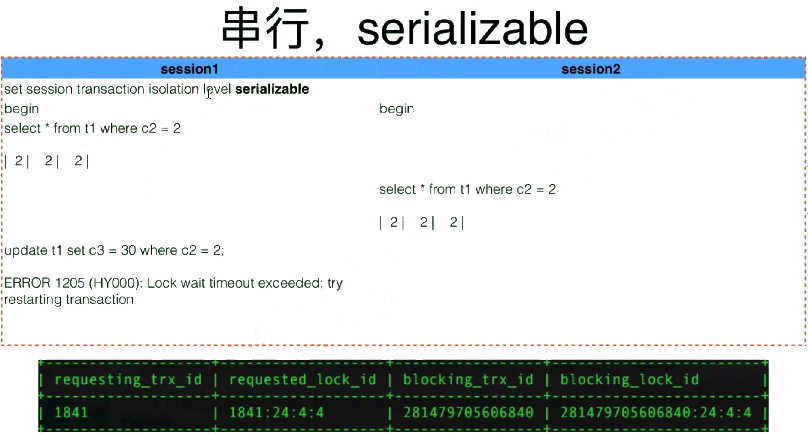 串行，serializable
session1 session2
set session transaction isolation level serializable
begin begin
select * from t1 where c2 = 2
| 2 | 2 | 2 |
select * from t1 where c2 = 2
| 2 | 2 | 2 |
update t1 set c3 = 30 where c2 = 2;
ERROR 1205 (HY000): Lock wait timeout exceeded; try
restarting transaction
| requesting_trx_id | requested_lock_id | blocking_trx_id | blocking_lock_id |
| 1841 | 1841:24:4:4 | 281479705606840 | 281479705606840:24:4:4 |